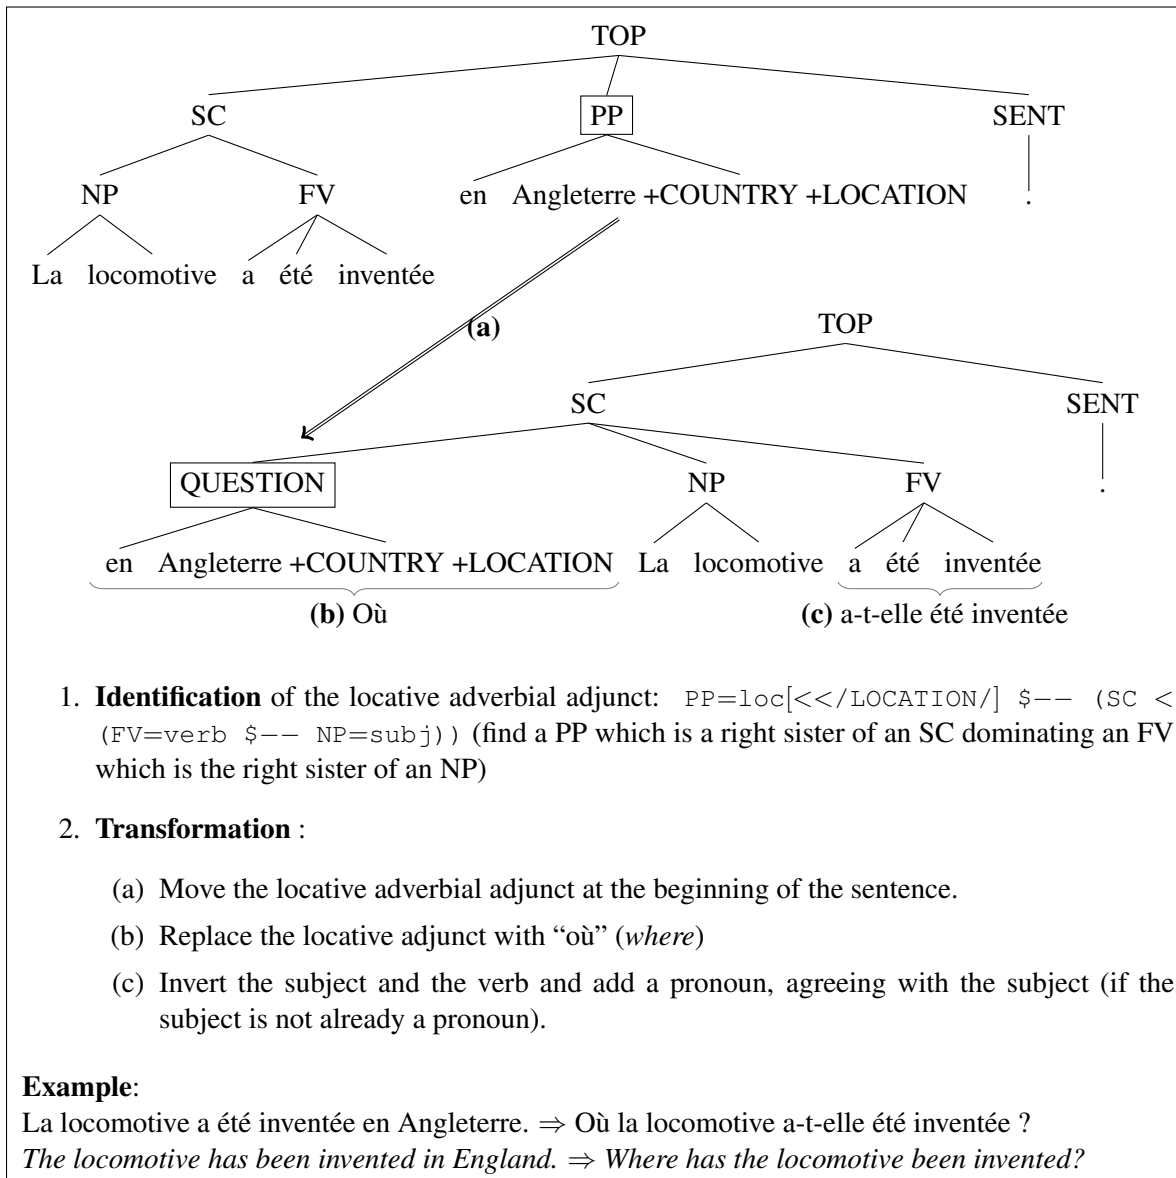 TOP
SC PP SENT
NP FV en Angleterre +COUNTRY +LOCATION .
La locomotive a été inventée
(a)
TOP
SC SENT
QUESTION NP FV .
en Angleterre +COUNTRY +LOCATION La locomotive a été inventée
(b) Où (c) a-t-elle été inventée
1. Identification of the locative adverbial adjunct: PP=loc[<</LOCATION/] $−− (SC <
(FV=verb $−− NP=subj)) (find a PP which is a right sister of an SC dominating an FV
which is the right sister of an NP)
2. Transformation :
(a) Move the locative adverbial adjunct at the beginning of the sentence.
(b) Replace the locative adjunct with “où” (where)
(c) Invert the subject and the verb and add a pronoun, agreeing with the subject (if the
subject is not already a pronoun).
Example:
La locomotive a été inventée en Angleterre. ⇒ Où la locomotive a-t-elle été inventée ?
The locomotive has been invented in England. ⇒ Where has the locomotive been invented?